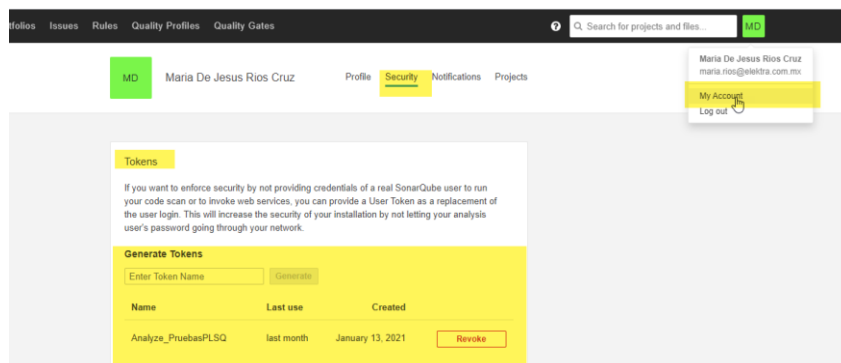 tfolios Issues Rules Quality Profiles Quality Gates ? Search for projects and files... MD
MD Maria De Jesus Rios Cruz Profile Security Notifications Projects
Maria De Jesus Rios Cruz
maria.rios@elektra.com.mx
My Account
Log out
Tokens
If you want to enforce security by not providing credentials of a real SonarQube user to run
your code scan or to invoke web services, you can provide a User Token as a replacement of
the user login. This will increase the security of your installation by not letting your analysis
user's password going through your network.
Generate Tokens
Enter Token Name Generate
Name Last use Created
Analyze_PruebasPLSQ last month January 13, 2021 Revoke